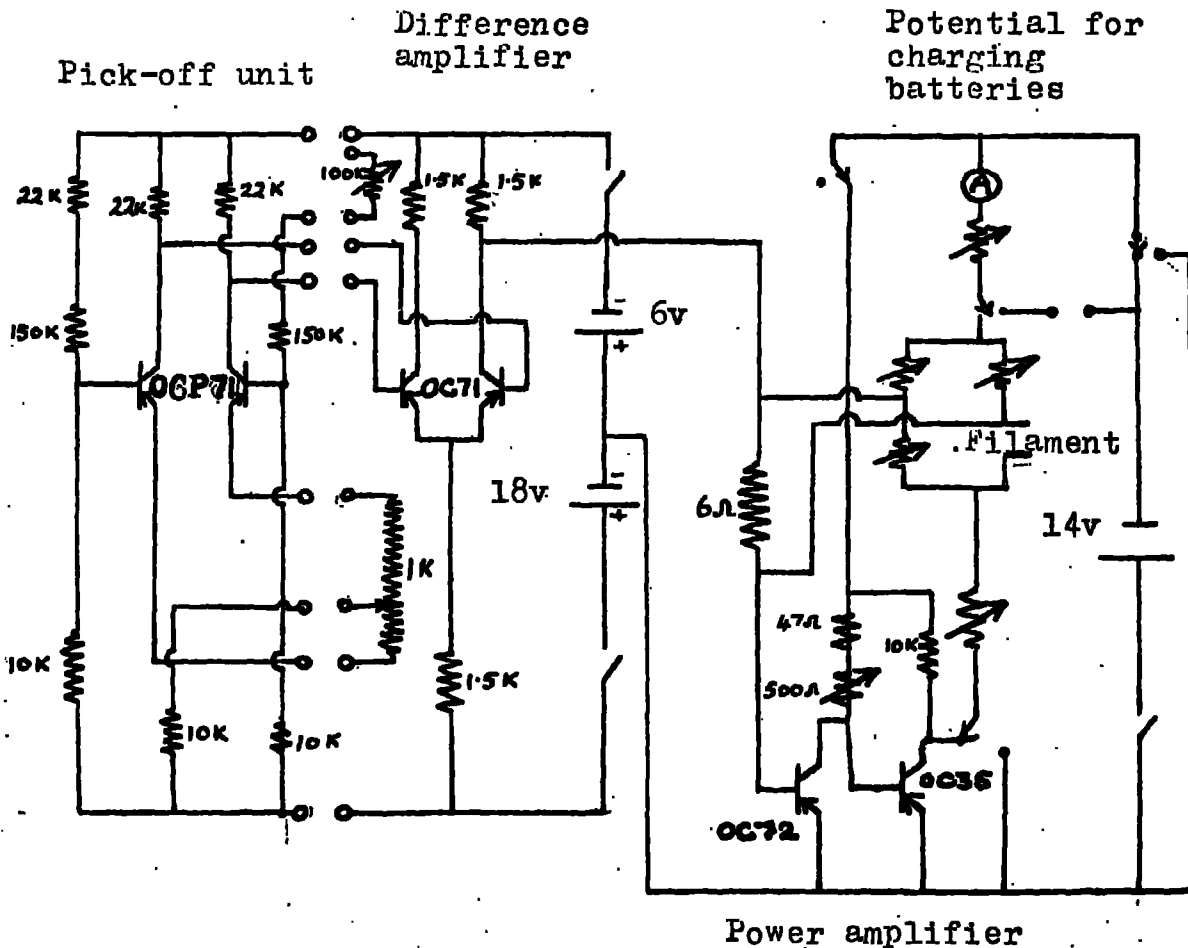 Difference
amplifier
Potential for
charging
batteries
Pick-off unit
22K
22K
22K
100K
1.5K
1.5K
A
-
6v
+
150K
150K
OCP71
OC71
Filament
-
18v
+
6Ω
14v
1K
47Ω
10K
10K
500Ω
1.5K
10K
10K
OC35
OC72
Power amplifier